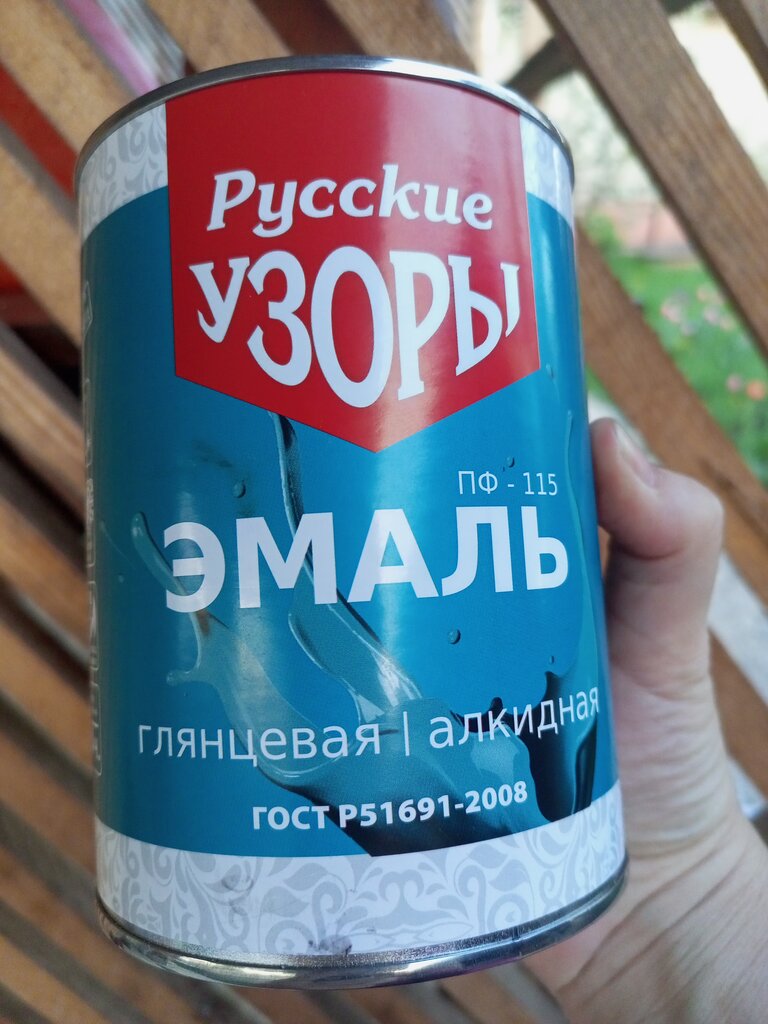 Русские
УЗОРЫ
ПФ - 115
ЭМАЛЬ
глянцевая | алкидная
ГОСТ Р51691-2008